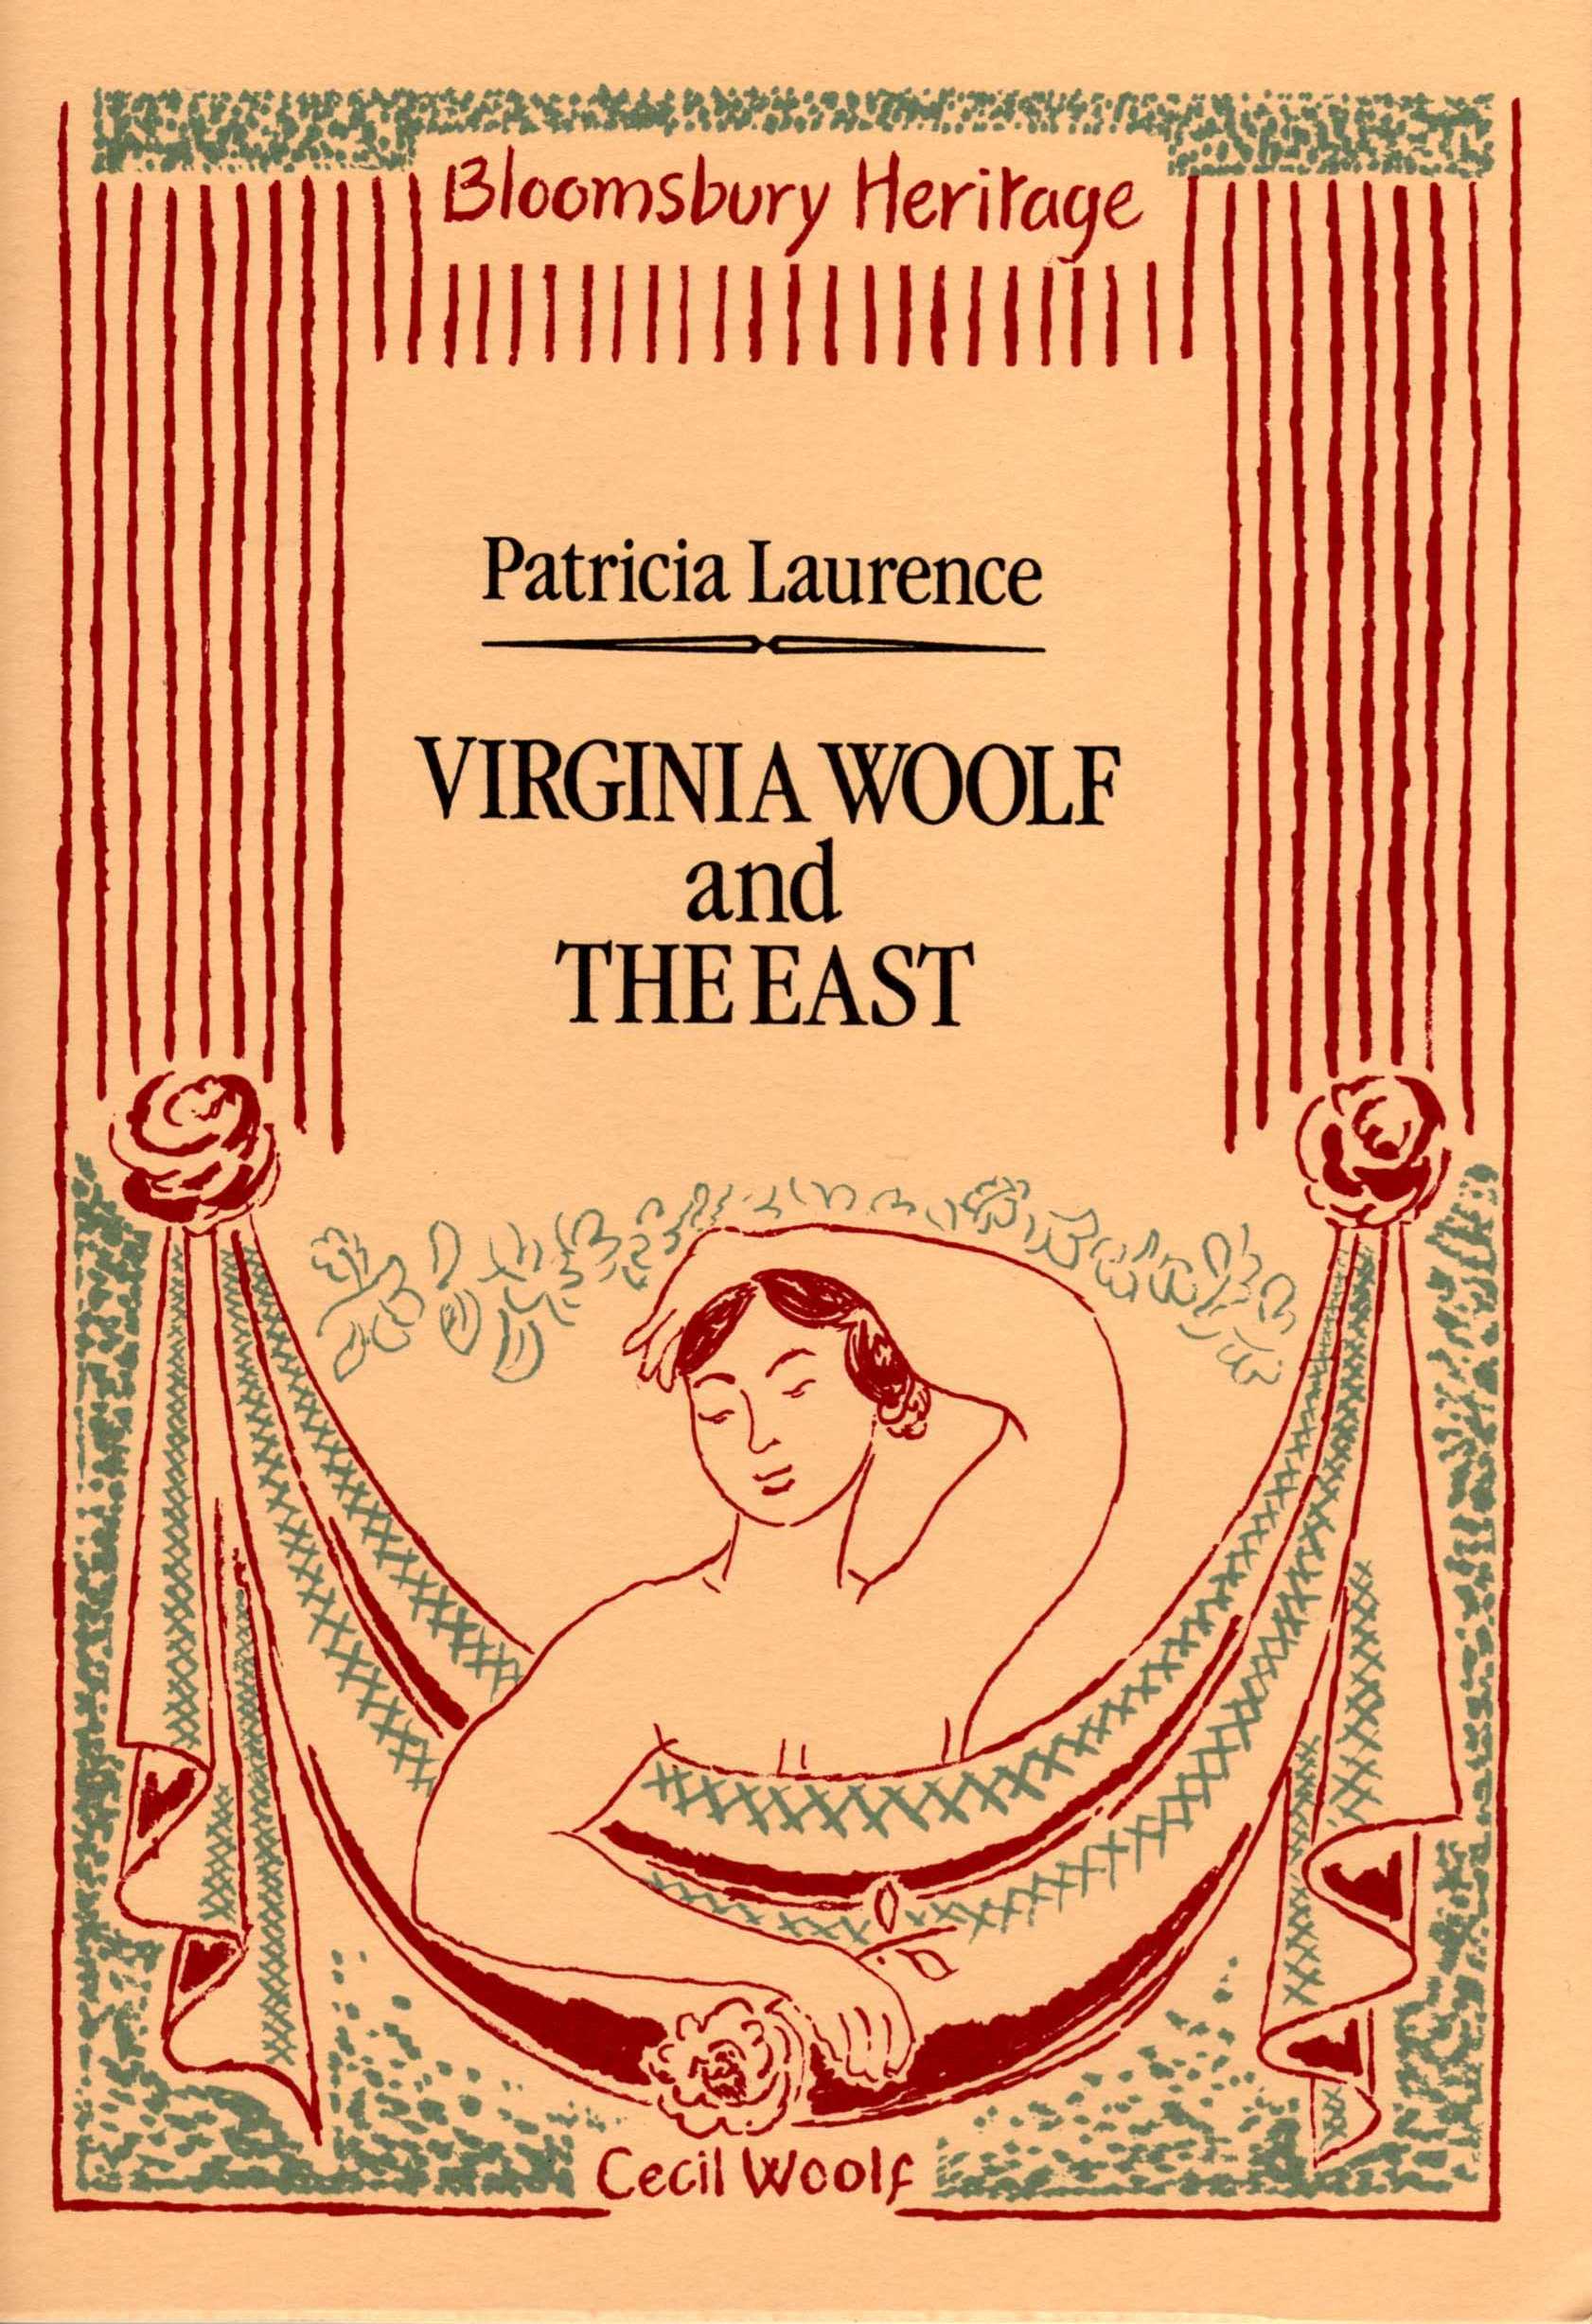 Bloomsbury Heritage
Patricia Laurence
VIRGINIA WOOLF
and
THE EAST
Cecil Woolf